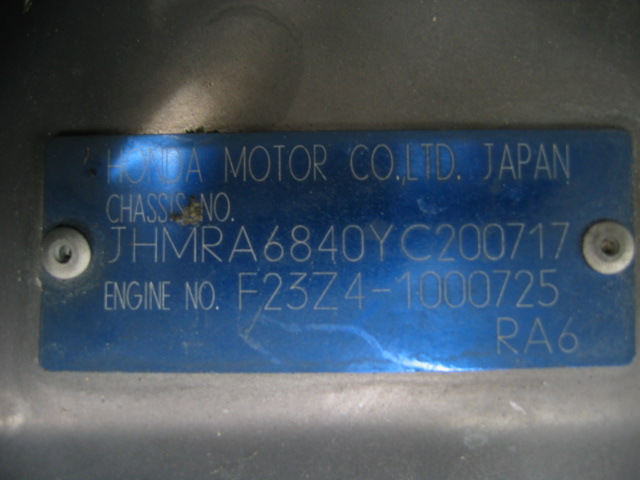 HONDA MOTOR CO.,LTD. JAPAN
CHASSIS NO.
JHMRA6840YC200717
ENGINE NO. F23Z4-1000725
RA6